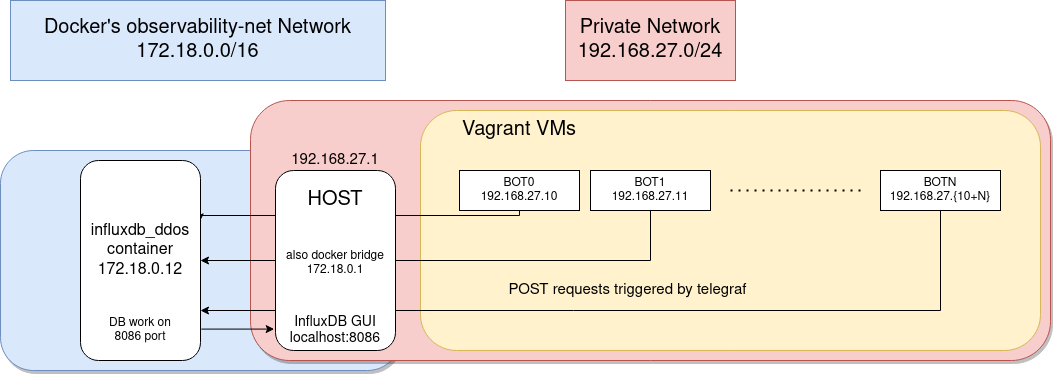 Docker's observability-net Network
172.18.0.0/16
Private Network
192.168.27.0/24
Vagrant VMs
192.168.27.1
HOST
also docker bridge
172.18.0.1
InfluxDB GUI
localhost:8086
influxdb_ddos
container
172.18.0.12
DB work on
8086 port
BOT0
192.168.27.10
BOT1
192.168.27.11
BOTN
192.168.27.{10+N}
POST requests triggered by telegraf